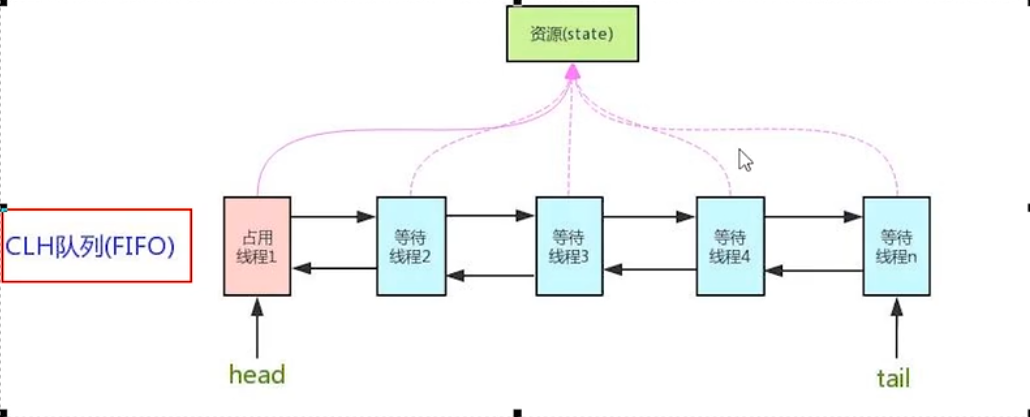 资源(state)
CLH队列(FIFO)
占用
线程1
等待
线程2
等待
线程3
等待
线程4
等待
线程n
head
tail